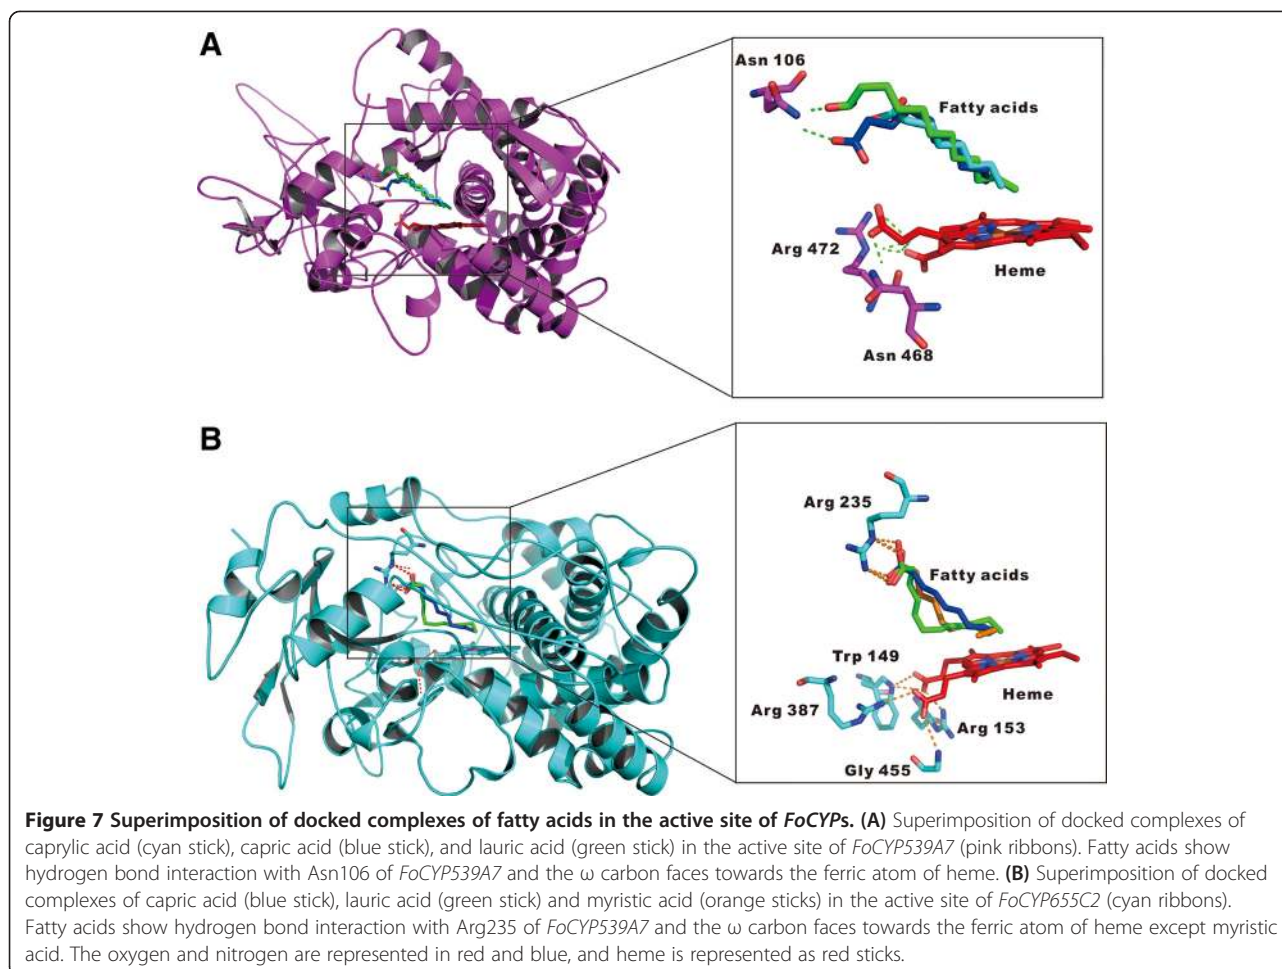 A
Asn 106
Fatty acids
Arg 472
Heme
Asn 468
B
Arg 235
Fatty acids
Trp 149
Heme
Arg 387
Arg 153
Gly 455
Figure 7 Superimposition of docked complexes of fatty acids in the active site of FoCYPs. (A) Superimposition of docked complexes of
caprylic acid (cyan stick), capric acid (blue stick), and lauric acid (green stick) in the active site of FoCYP539A7 (pink ribbons). Fatty acids show
hydrogen bond interaction with Asn106 of FoCYP539A7 and the ω carbon faces towards the ferric atom of heme. (B) Superimposition of docked
complexes of capric acid (blue stick), lauric acid (green stick) and myristic acid (orange sticks) in the active site of FoCYP655C2 (cyan ribbons).
Fatty acids show hydrogen bond interaction with Arg235 of FoCYP539A7 and the ω carbon faces towards the ferric atom of heme except myristic
acid. The oxygen and nitrogen are represented in red and blue, and heme is represented as red sticks.